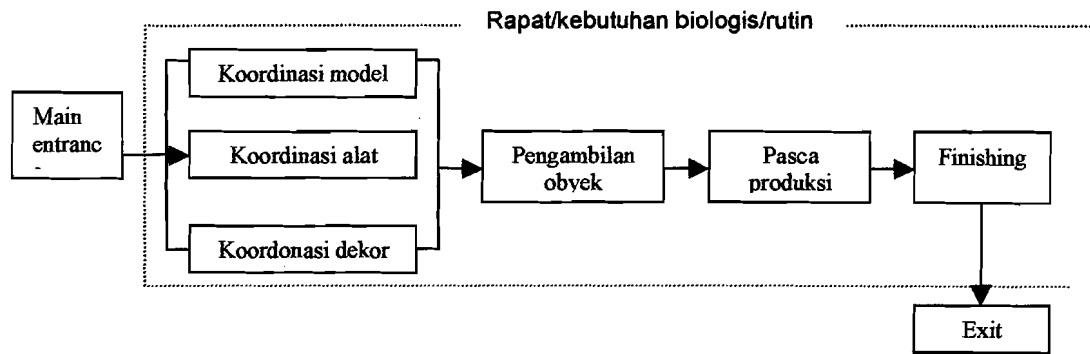 Rapat/kebutuhan biologis/rutin
Koordinasi model
Main
entranc
Koordinasi alat
Koordonasi dekor
Pengambilan
obyek
Pasca
produksi
Finishing
Exit